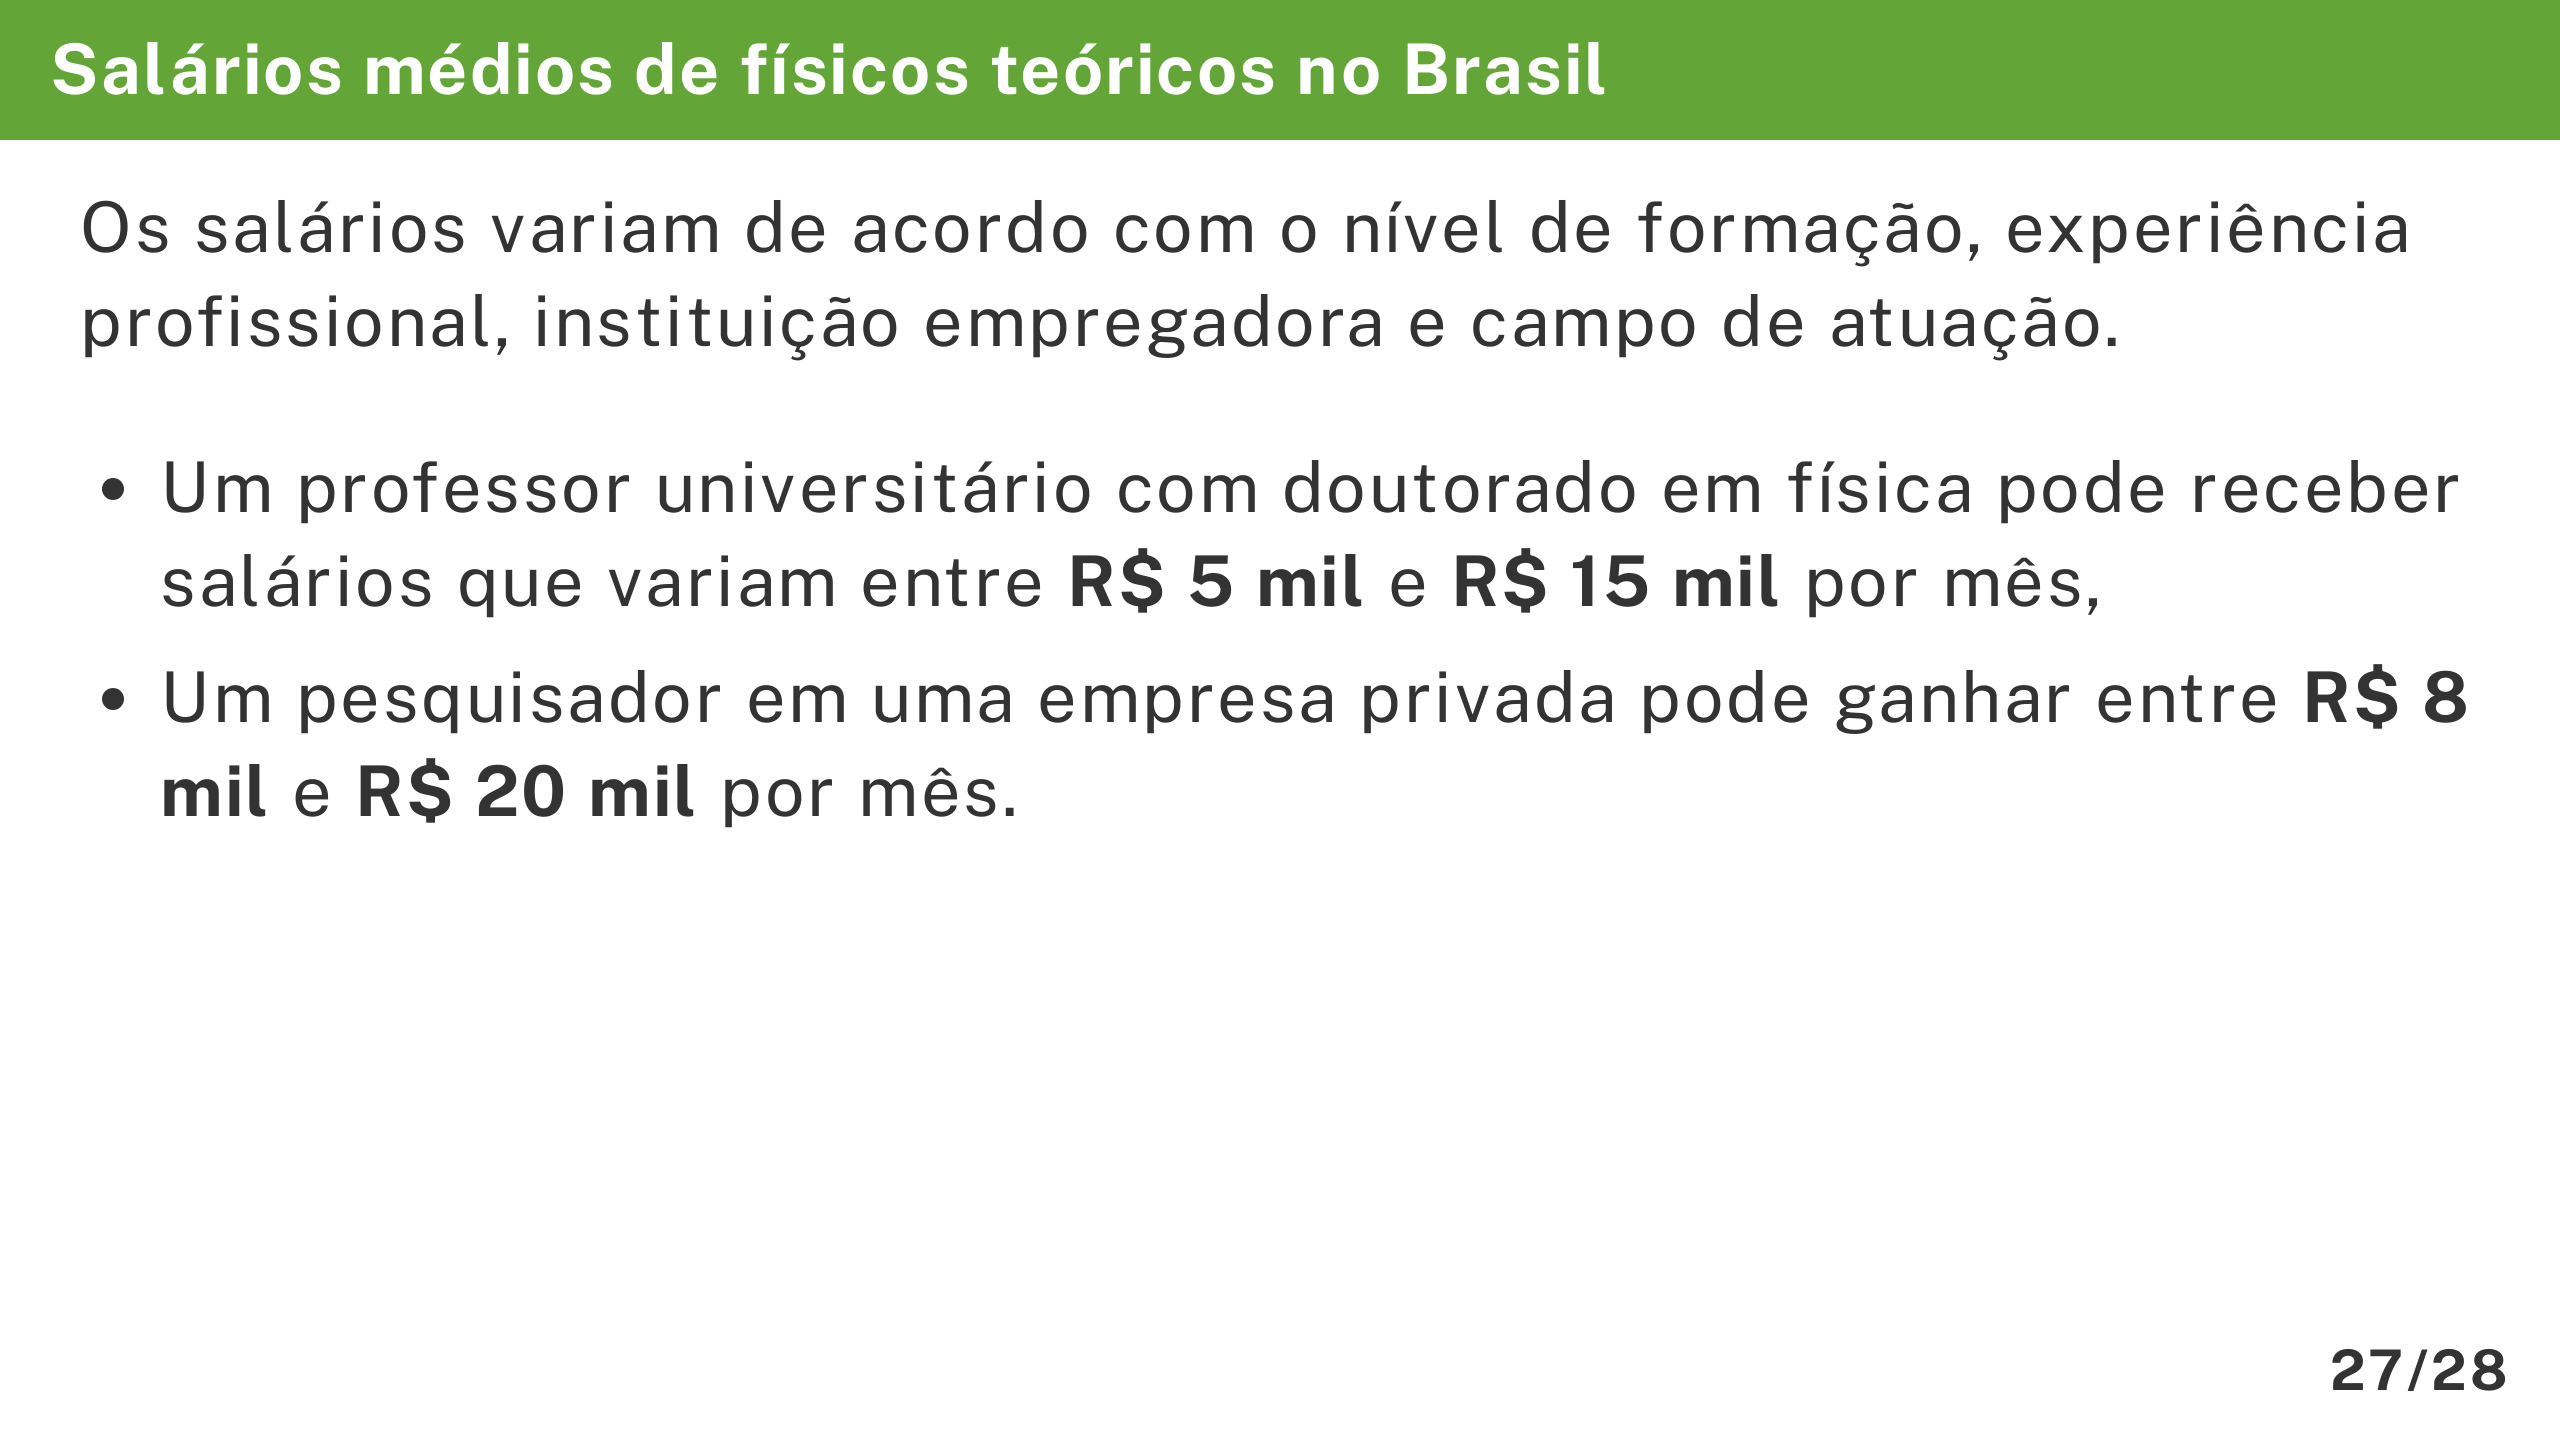 Salários médios de físicos teóricos no Brasil
Os salários variam de acordo com o nível de formação, experiência
profissional, instituição empregadora e campo de atuação.
• Um professor universitário com doutorado em física pode receber
salários que variam entre R$ 5 mil e R$ 15 mil por mês,
• Um pesquisador em uma empresa privada pode ganhar entre R$ 8
mil e R$ 20 mil por mês.
27/28